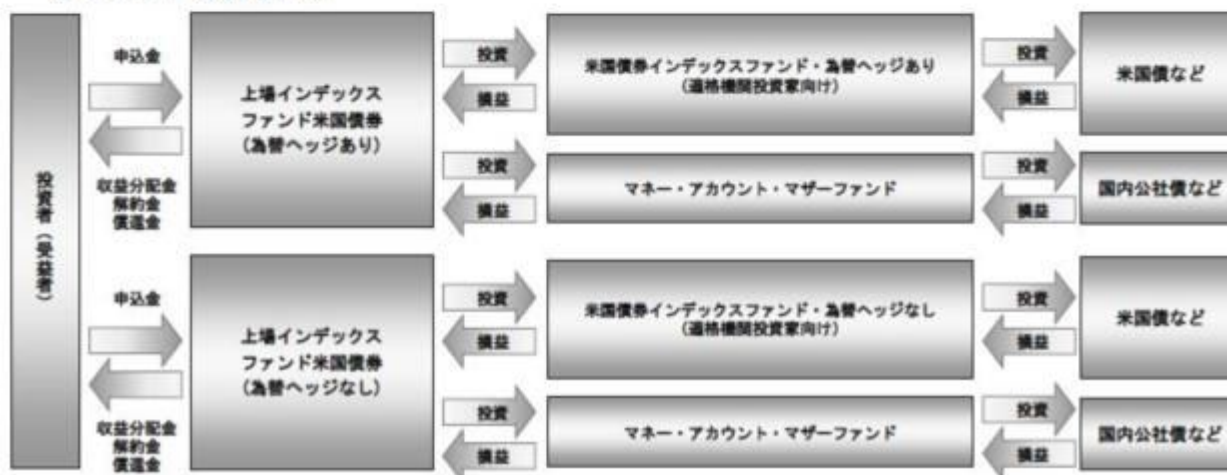 投資者（受益者）
申込金
収益分配金
解約金
償還金
上場インデックス
ファンド米国債券
(為替ヘッジあり)
投資
損益
米国債券インデックスファンド・為替ヘッジあり
(適格機関投資家向け)
投資
損益
米国債など
投資
損益
マネー・アカウント・マザーファンド
投資
損益
国内公社債など
申込金
収益分配金
解約金
償還金
上場インデックス
ファンド米国債券
(為替ヘッジなし)
投資
損益
米国債券インデックスファンド・為替ヘッジなし
(適格機関投資家向け)
投資
損益
米国債など
投資
損益
マネー・アカウント・マザーファンド
投資
損益
国内公社債など